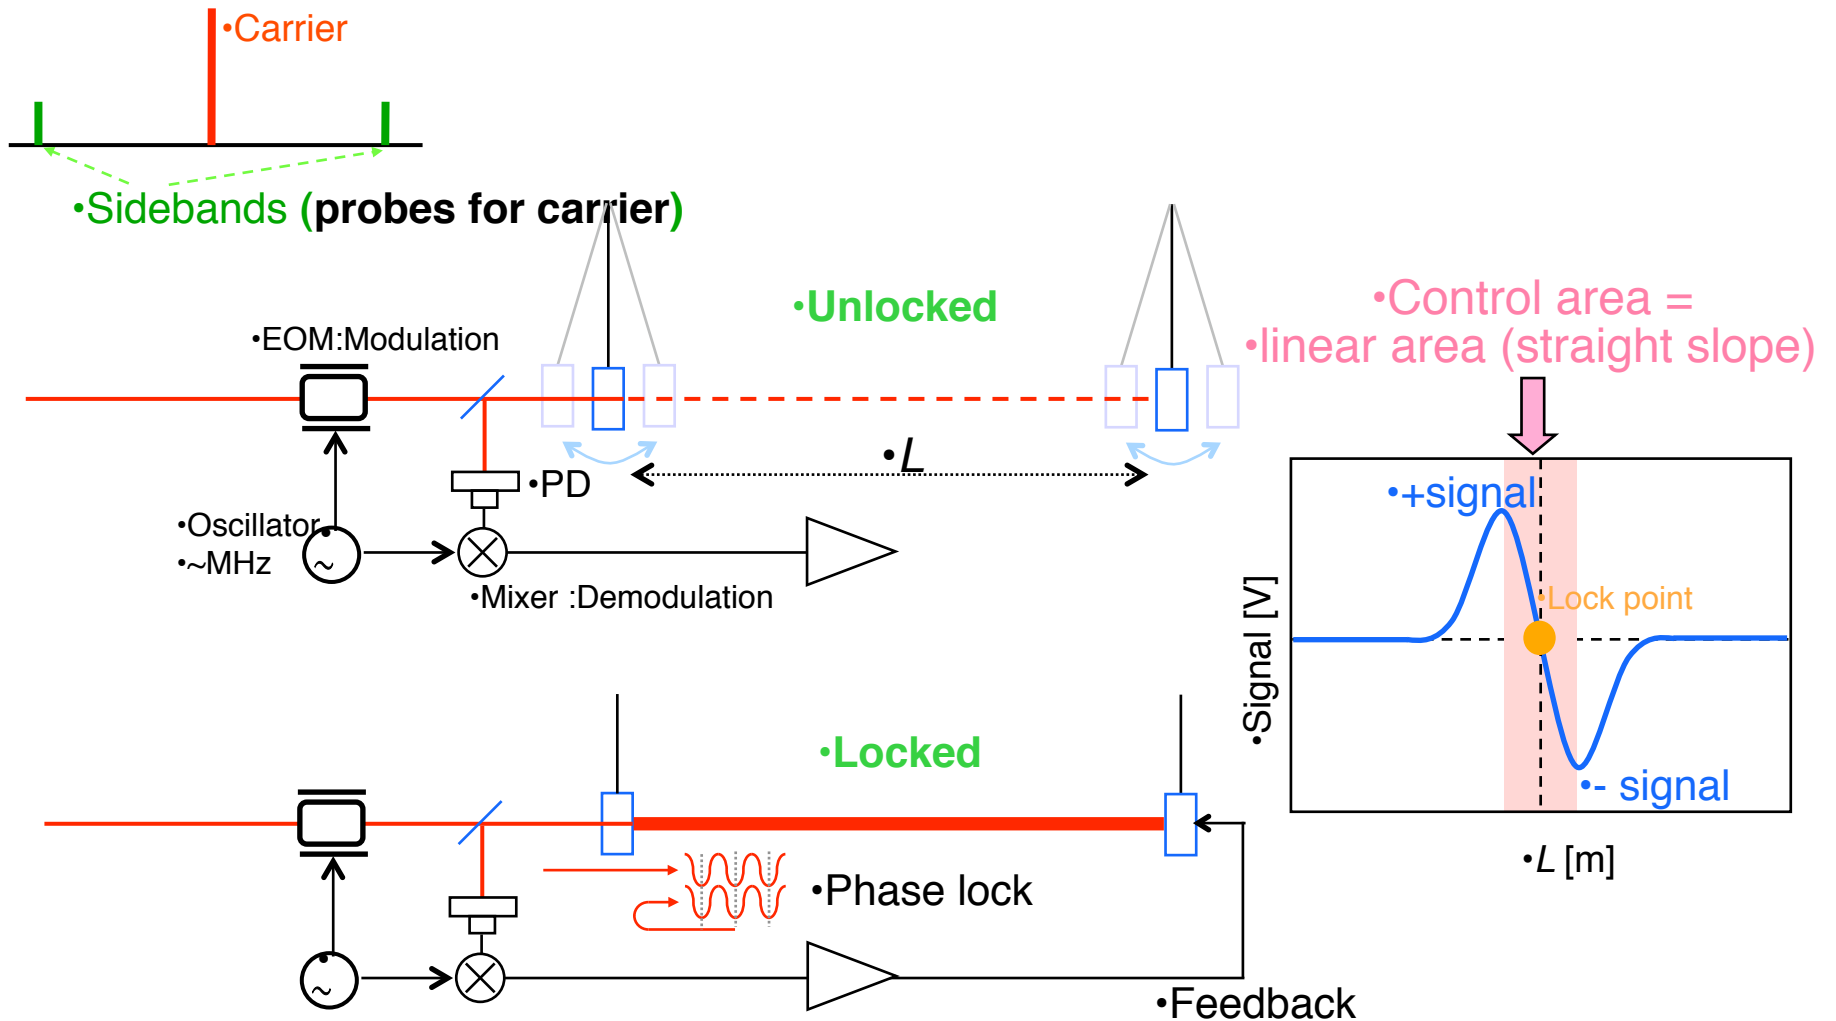 •Carrier
•Sidebands (probes for carrier)
•Unlocked
•Control area =
•linear area (straight slope)
•EOM:Modulation
•L
•PD
•+signal
•Oscillator
•~MHz
~
•Mixer :Demodulation
•Lock point
•Signal [V]
•Locked
•- signal
•L [m]
•Phase lock
~
•Feedback